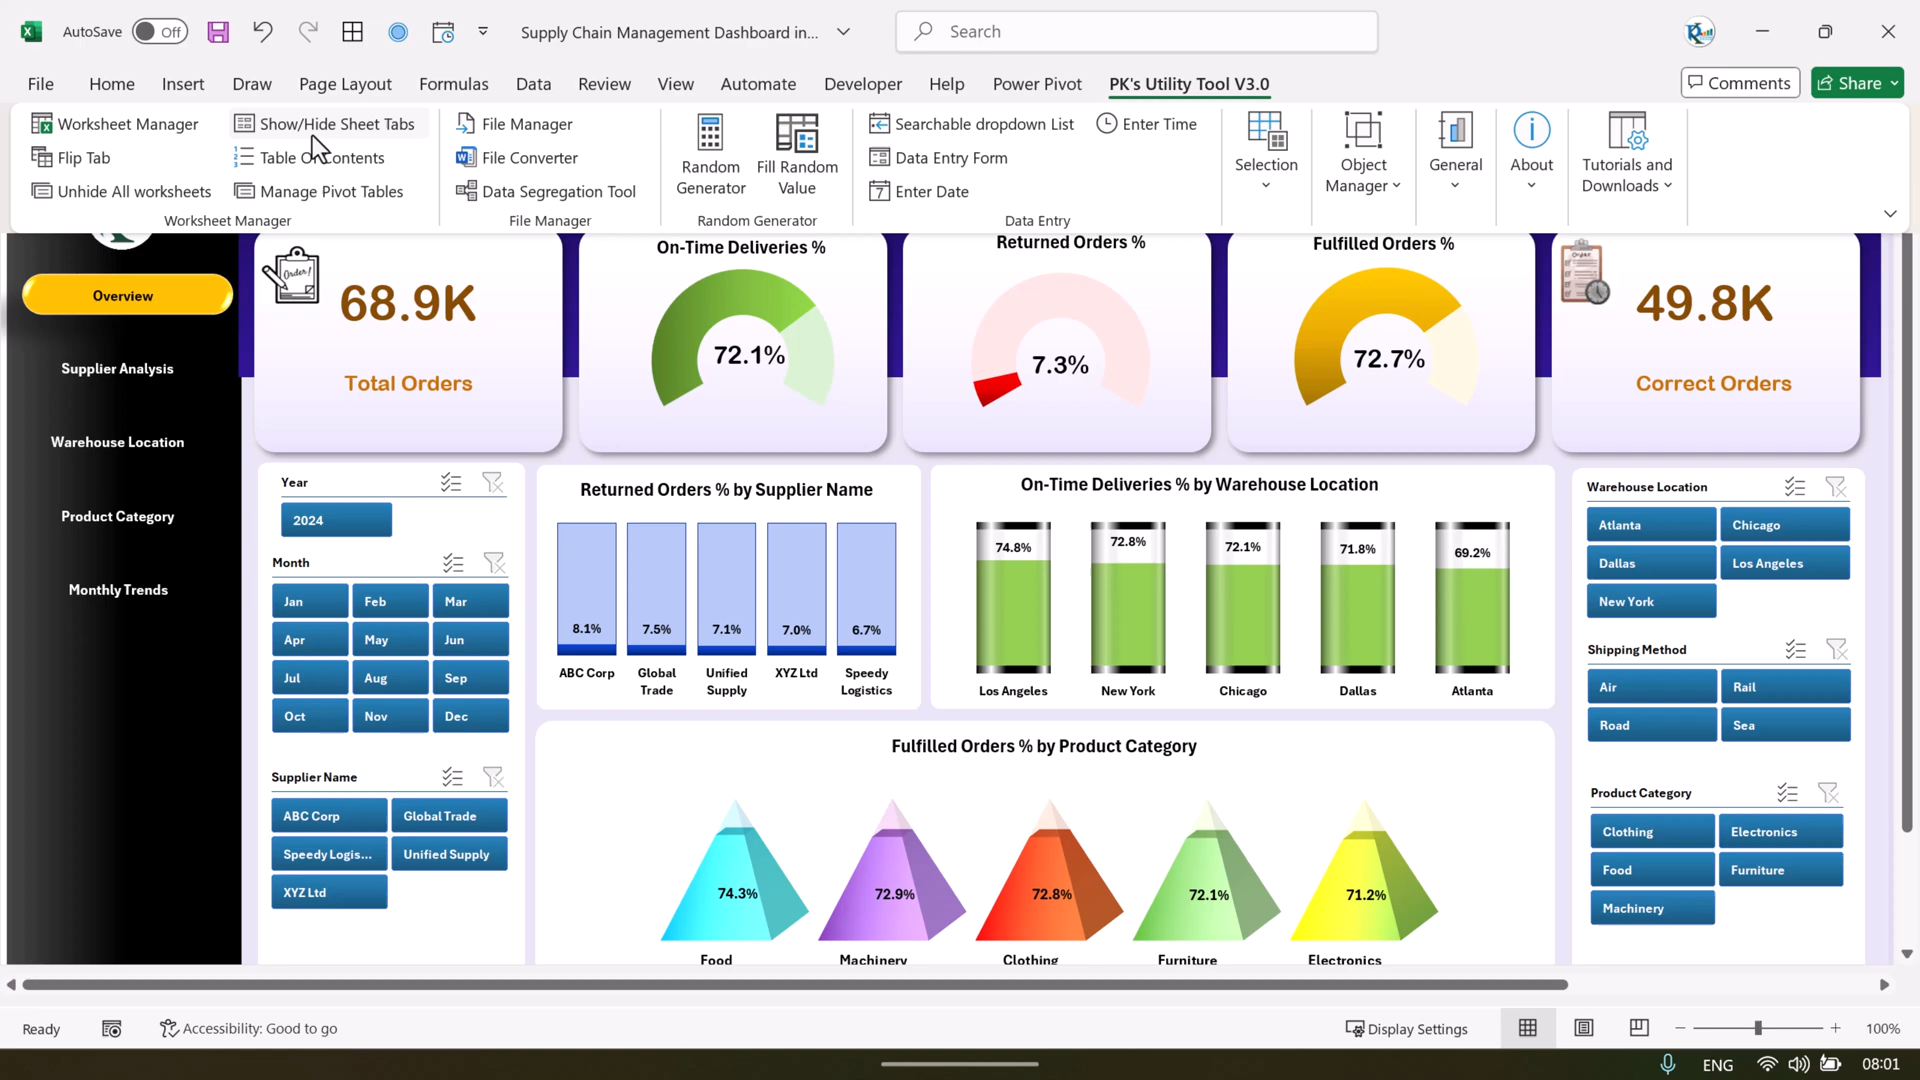 AutoSave Off Supply Chain Management Dashboard in... Search
File Home Insert Draw Page Layout Formulas Data Review View Automate Developer Help Power Pivot PK's Utility Tool V3.0 Comments Share
Worksheet Manager
Flip Tab
Unhide All worksheets
Show/Hide Sheet Tabs
Table Of Contents
Manage Pivot Tables
Worksheet Manager
File Manager
File Converter
Data Segregation Tool
File Manager
Random
Generator
Fill Random
Value
Random Generator
Searchable dropdown List
Data Entry Form
Enter Date
Enter Time
Data Entry
Selection
Object
Manager
General
About
Tutorials and
Downloads
Overview
Supplier Analysis
Warehouse Location
Product Category
Monthly Trends
Order!
68.9K
Total Orders
On-Time Deliveries %
72.1%
Returned Orders %
7.3%
Fulfilled Orders %
72.7%
Order
49.8K
Correct Orders
Year
2024
Month
Jan Feb Mar
Apr May Jun
Jul Aug Sep
Oct Nov Dec
Supplier Name
ABC Corp Global Trade
Speedy Logis... Unified Supply
XYZ Ltd
Returned Orders % by Supplier Name
8.1% 7.5% 7.1% 7.0% 6.7%
ABC Corp Global Unified XYZ Ltd Speedy
Trade Supply Logistics
On-Time Deliveries % by Warehouse Location
74.8% 72.8% 72.1% 71.8% 69.2%
Los Angeles New York Chicago Dallas Atlanta
Fulfilled Orders % by Product Category
74.3% 72.9% 72.8% 72.1% 71.2%
Food Machinery Clothing Furniture Electronics
Warehouse Location
Atlanta Chicago
Dallas Los Angeles
New York
Shipping Method
Air Rail
Road Sea
Product Category
Clothing Electronics
Food Furniture
Machinery
Ready Accessibility: Good to go Display Settings 100%
ENG 08:01